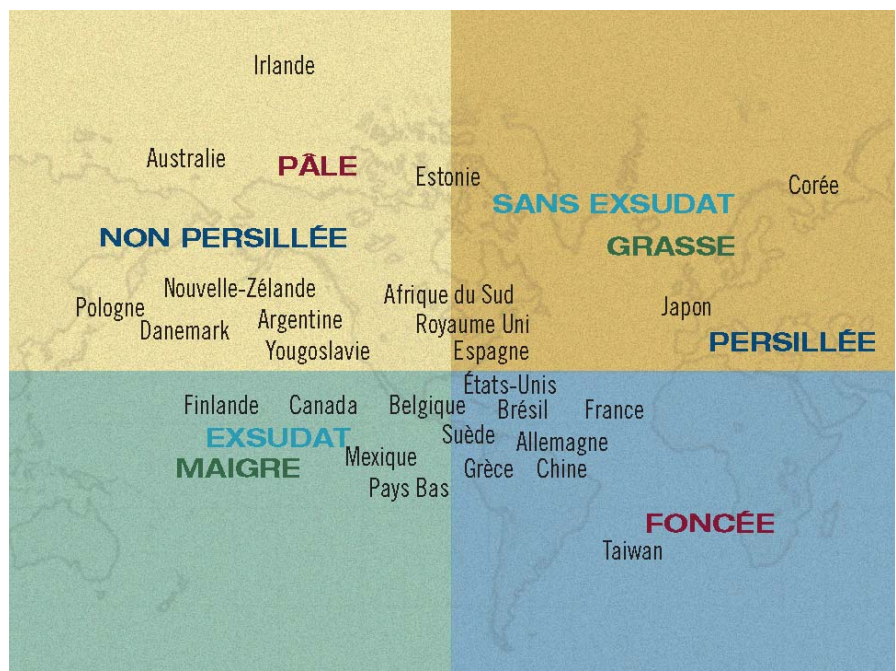 Irlande
Australie
PÂLE
Estonie
Corée
SANS EXSUDAT
NON PERSILLÉE
GRASSE
Nouvelle-Zélande
Afrique du Sud
Pologne
Japon
Danemark
Argentine
Royaume Uni
PERSILLÉE
Yougoslavie
Espagne
États-Unis
Finlande
Canada
Belgique
Brésil
France
EXSUDAT
Suède
Allemagne
MAIGRE
Mexique
Grèce
Chine
Pays Bas
FONCÉE
Taiwan